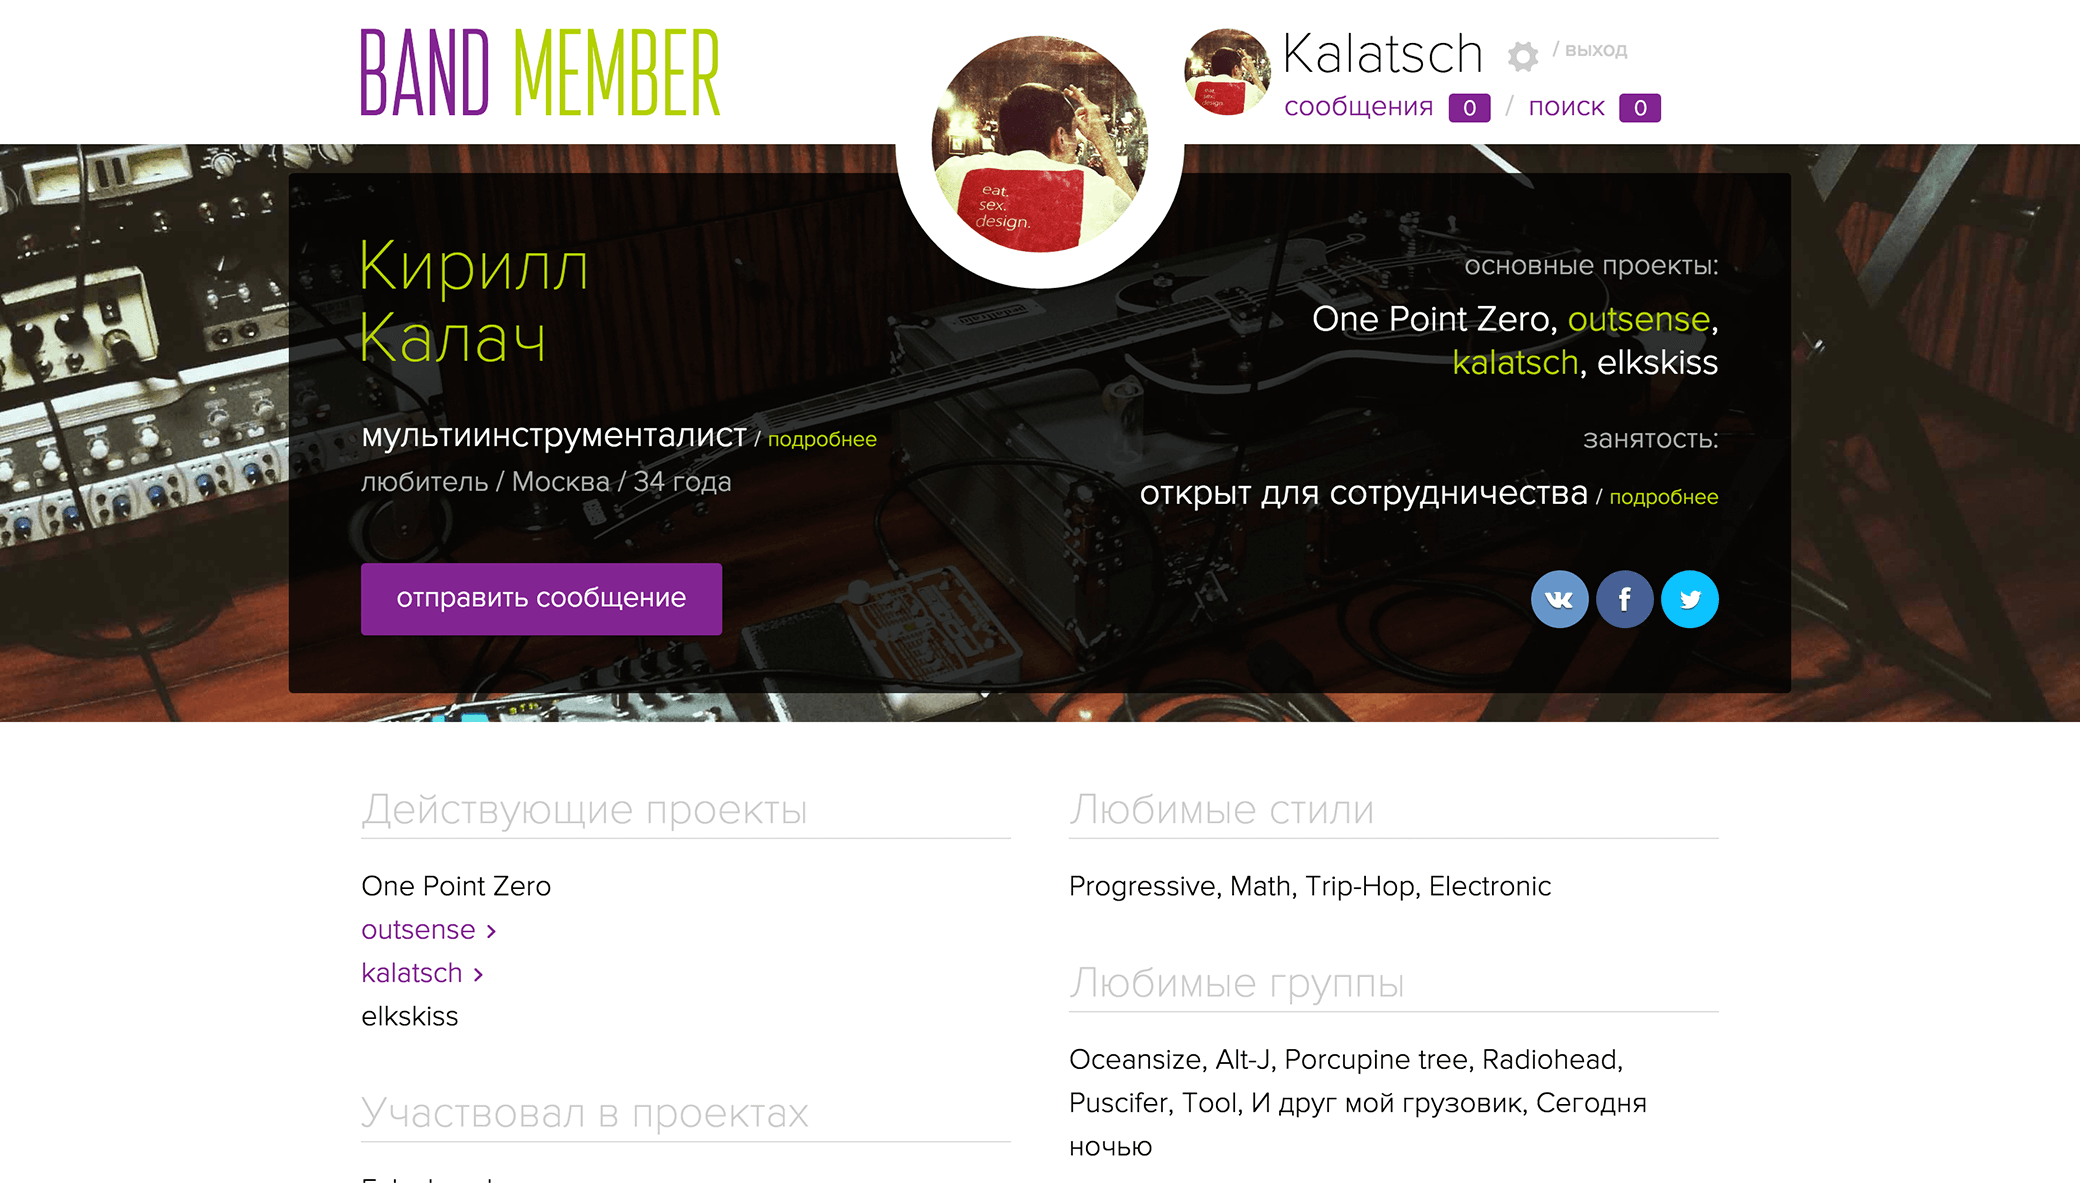 BAND MEMBER
Kalatsch / выход
сообщения 0 / поиск 0
eat,
sex.
design.
Кирилл
Калач
мультиинструменталист / подробнее
любитель / Москва / 34 года
отправить сообщение
основные проекты:
One Point Zero, outsense,
kalatsch, elkskiss
занятость:
открыт для сотрудничества / подробнее
Действующие проекты
One Point Zero
outsense >
kalatsch >
elkskiss
Участвовал в проектах
Любимые стили
Progressive, Math, Trip-Hop, Electronic
Любимые группы
Oceansize, Alt-J, Porcupine tree, Radiohead,
Puscifer, Tool, И друг мой грузовик, Сегодня
ночью